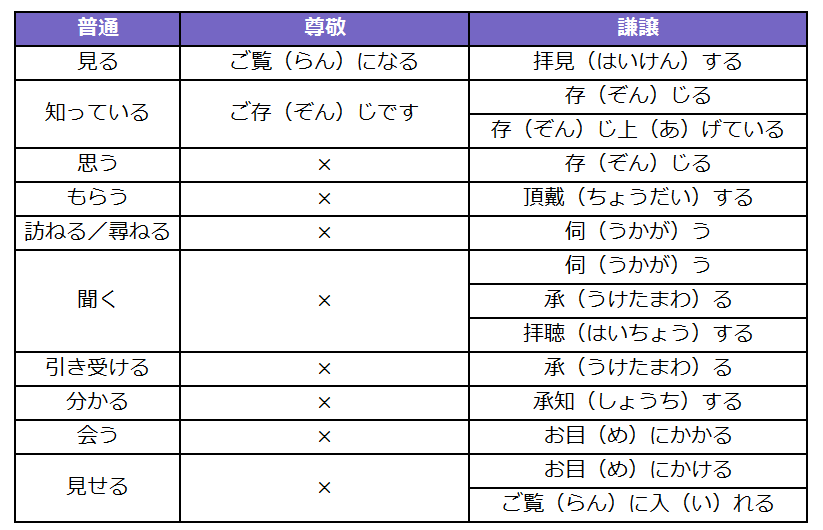 普通 尊敬 謙譲
見る ご覧（らん）になる 拝見（はいけん）する
知っている ご存（ぞん）じです 存（ぞん）じる
存（ぞん）じ上（あ）げている
思う × 存（ぞん）じる
もらう × 頂戴（ちょうだい）する
訪ねる／尋ねる × 伺（うかが）う
聞く × 伺（うかが）う
承（うけたまわ）る
拝聴（はいちょう）する
引き受ける × 承（うけたまわ）る
分かる × 承知（しょうち）する
会う × お目（め）にかかる
見せる × お目（め）にかける
ご覧（らん）に入（い）れる